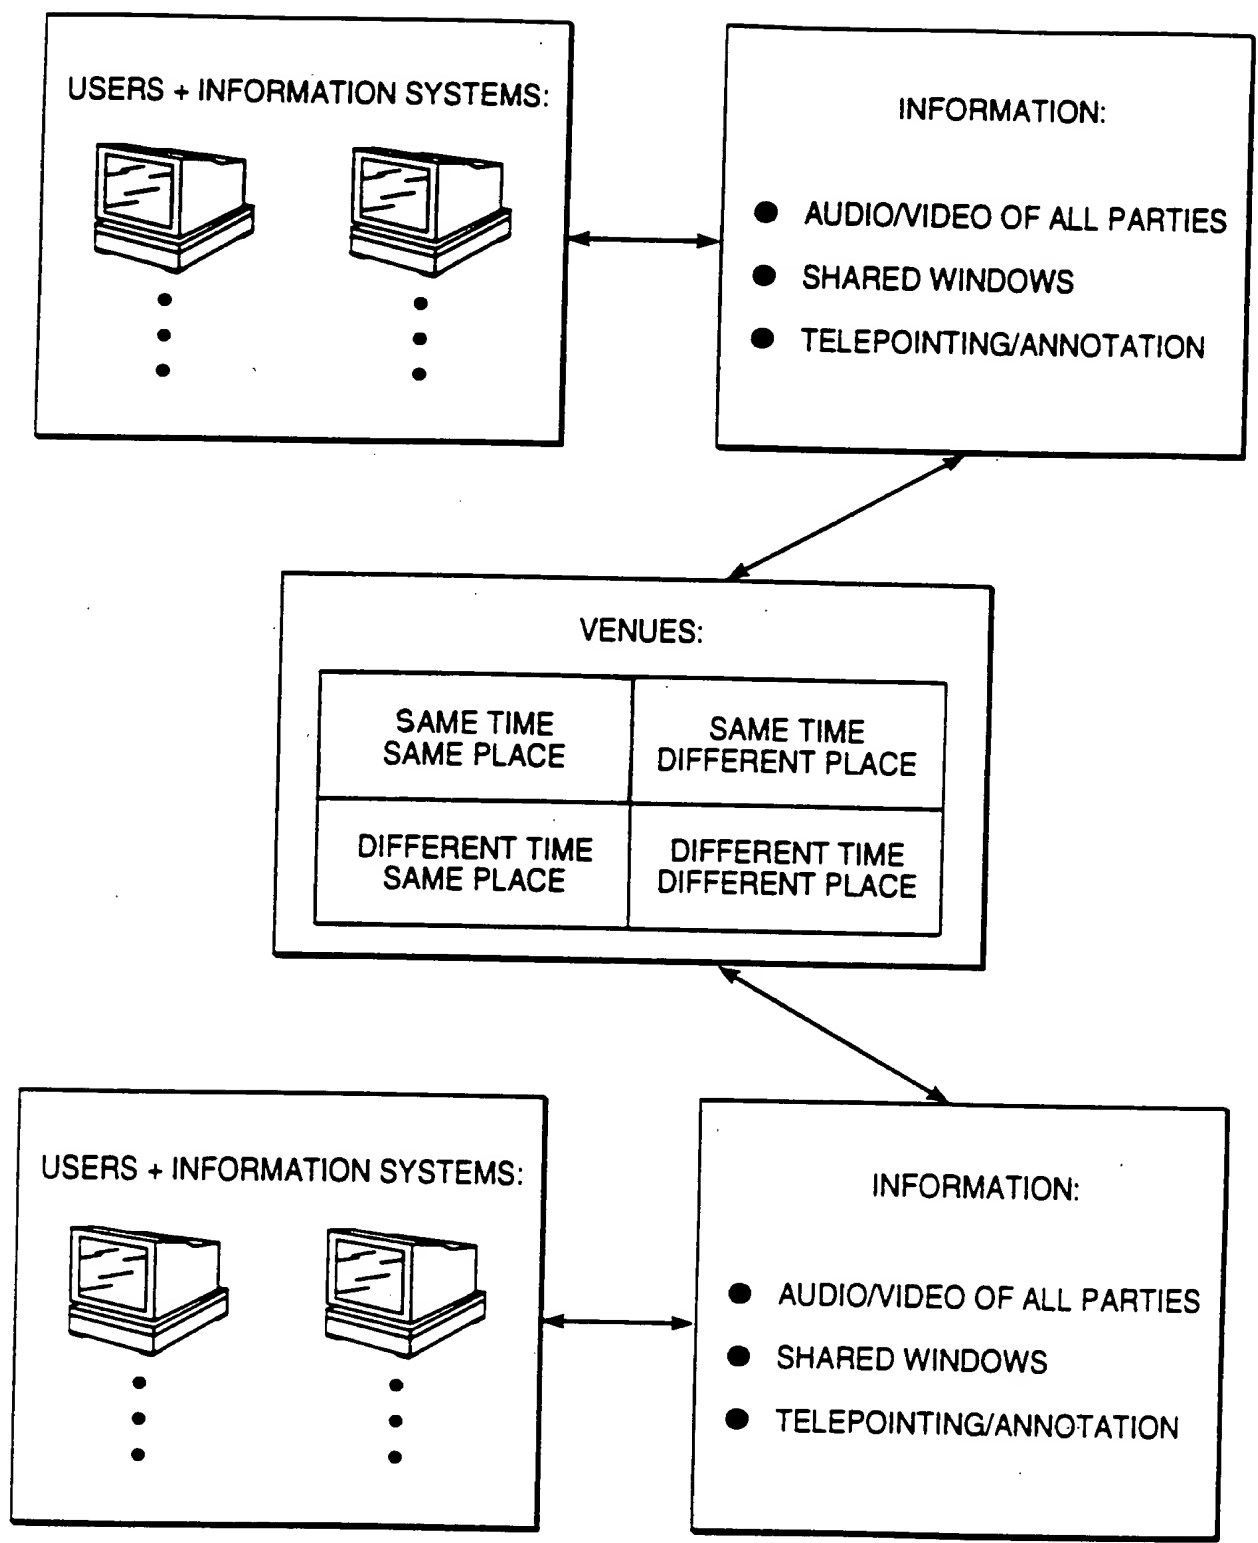 USERS + INFORMATION SYSTEMS:
INFORMATION:
● AUDIO/VIDEO OF ALL PARTIES
● SHARED WINDOWS
● TELEPOINTING/ANNOTATION
VENUES:
SAME TIME
SAME PLACE
SAME TIME
DIFFERENT PLACE
DIFFERENT TIME
SAME PLACE
DIFFERENT TIME
DIFFERENT PLACE
USERS + INFORMATION SYSTEMS:
INFORMATION:
● AUDIO/VIDEO OF ALL PARTIES
● SHARED WINDOWS
● TELEPOINTING/ANNOTATION